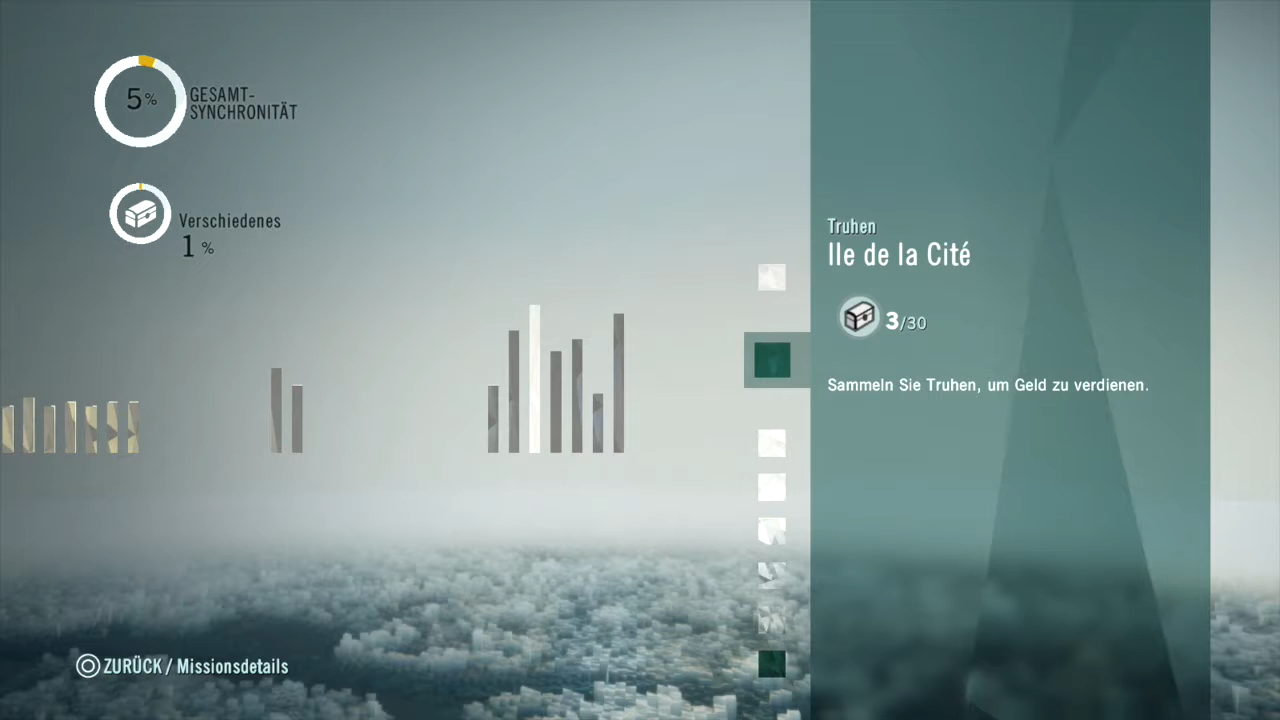 5%
GESAMT-
SYNCHRONITÄT
Verschiedenes
1 %
Truhen
Ile de la Cité
3/30
Sammeln Sie Truhen, um Geld zu verdienen.
ZURÜCK / Missionsdetails